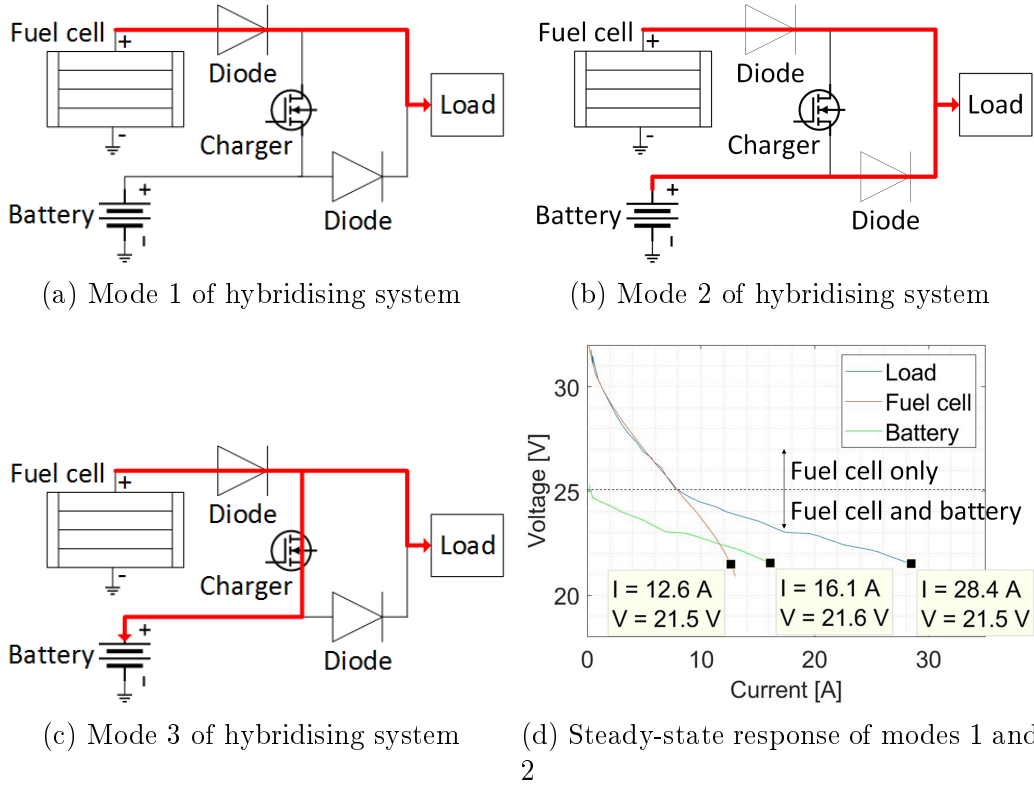 Fuel cell
+
Diode
-
Charger
Load
Battery
+
Diode
(a) Mode 1 of hybridising system
Fuel cell
+
Diode
-
Charger
Load
Battery
+
Diode
(b) Mode 2 of hybridising system
Fuel cell
+
Diode
-
Charger
Load
Battery
+
Diode
(c) Mode 3 of hybridising system
Load
Fuel cell
Battery
Fuel cell only
Fuel cell and battery
I = 12.6 A
V = 21.5 V
I = 16.1 A
V = 21.6 V
I = 28.4 A
V = 21.5 V
Voltage [V]
30
25
20
0
10
20
30
Current [A]
(d) Steady-state response of modes 1 and
2